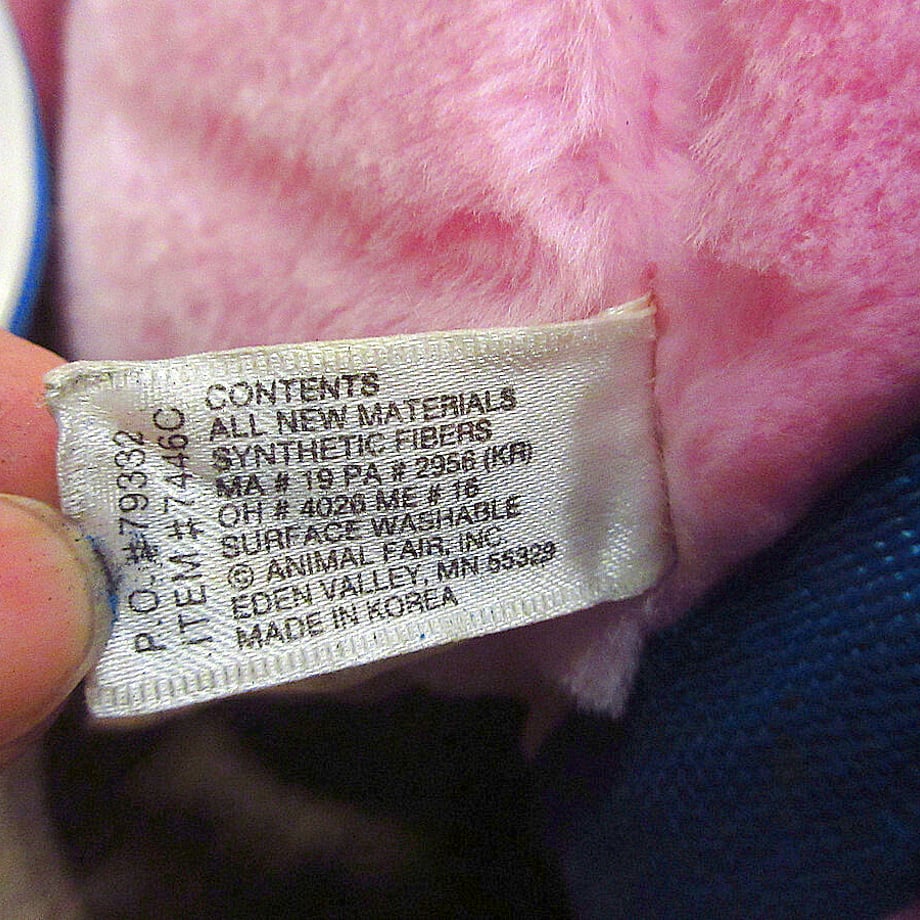 CONTENTS
ALL NEW MATERIALS
SYNTHETIC FIBERS
MA # 19 PA # 2956 (KR)
OH # 4026 ME # 16
SURFACE WASHABLE
© ANIMAL FAIR, INC.
EDEN VALLEY, MN 55329
MADE IN KOREA
P.O. #79332
ITEM #7446C